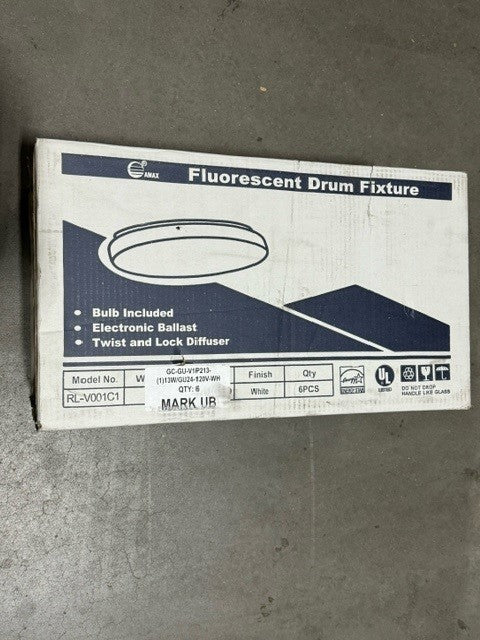 AMAX
Fluorescent Drum Fixture
• Bulb Included
• Electronic Ballast
• Twist and Lock Diffuser
Model No. W Finish Qty
RL-V001C1 White 6PCS
GC-GU-V1P213-
(1)13W/GU24-120V-WH
QTY: 6
MARK UB
UL
DO NOT DROP
HANDLE LIKE GLASS